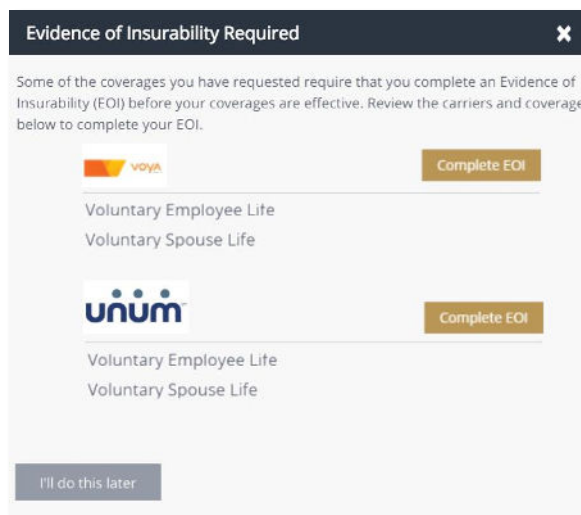 Evidence of Insurability Required
Some of the coverages you have requested require that you complete an Evidence of
Insurability (EOI) before your coverages are effective. Review the carriers and coverage
below to complete your EOI.
VOYA
Complete EOI
Voluntary Employee Life
Voluntary Spouse Life
unum
Complete EOI
Voluntary Employee Life
Voluntary Spouse Life
I'll do this later